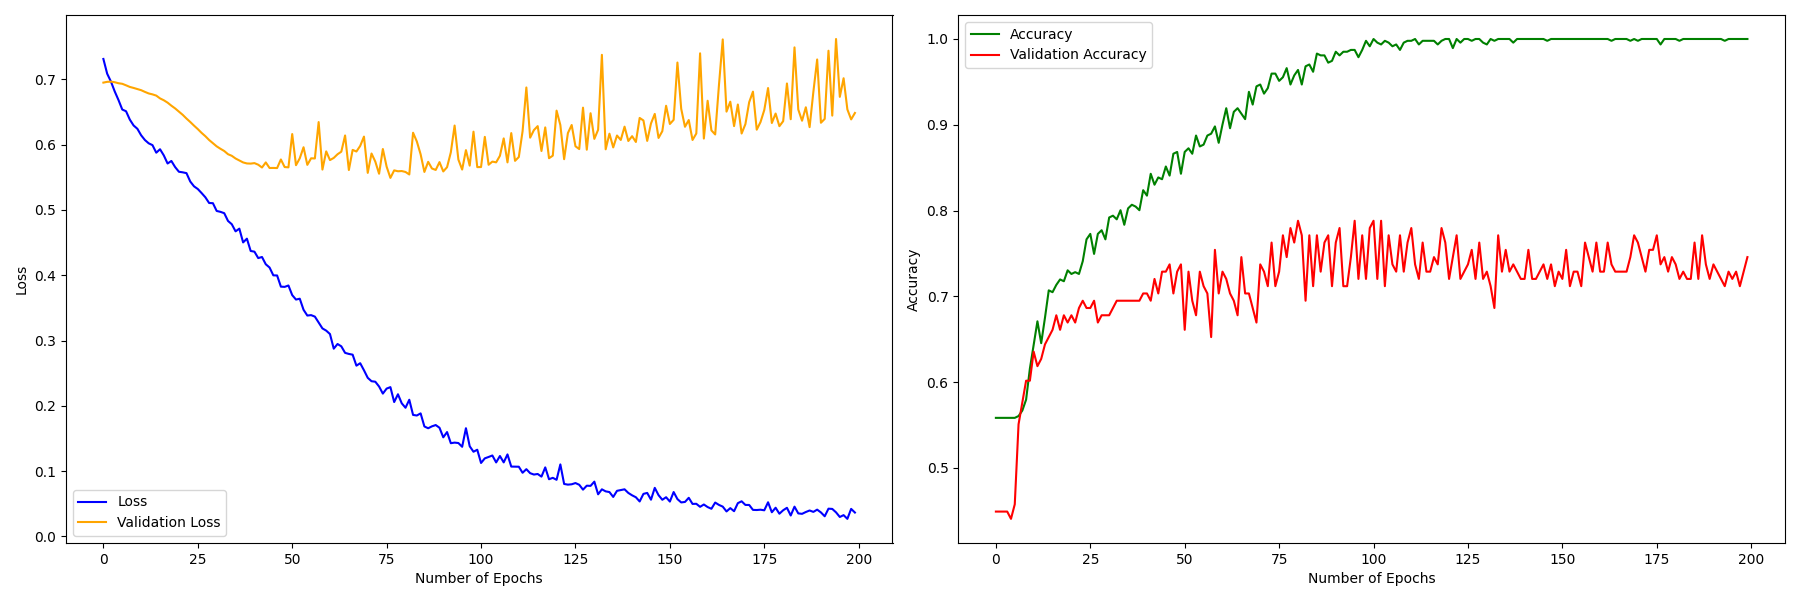 Loss
0.7
0.6
0.5
0.4
0.3
0.2
0.1
0.0
Loss
Validation Loss
0 25 50 75 100 125 150 175 200
Number of Epochs
Accuracy
1.0
0.9
0.8
0.7
0.6
0.5
Accuracy
Validation Accuracy
0 25 50 75 100 125 150 175 200
Number of Epochs